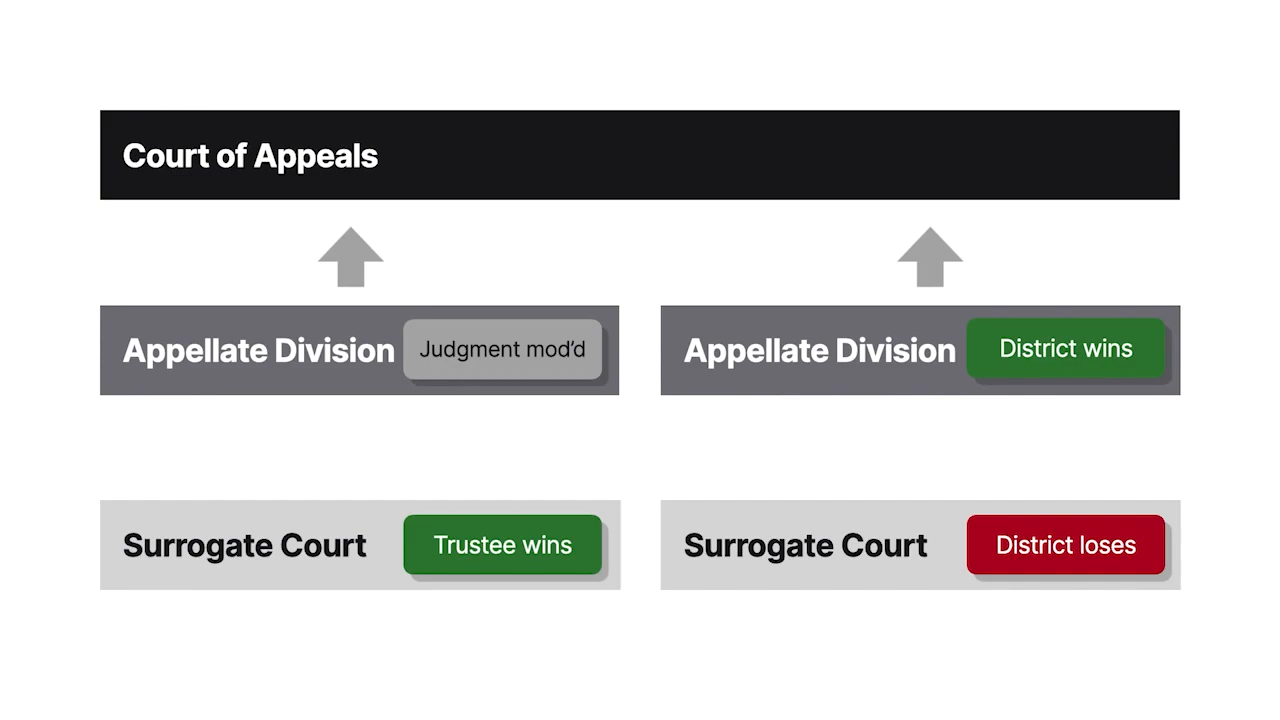 Court of Appeals
Appellate Division
Judgment mod’d
Appellate Division
District wins
Surrogate Court
Trustee wins
Surrogate Court
District loses